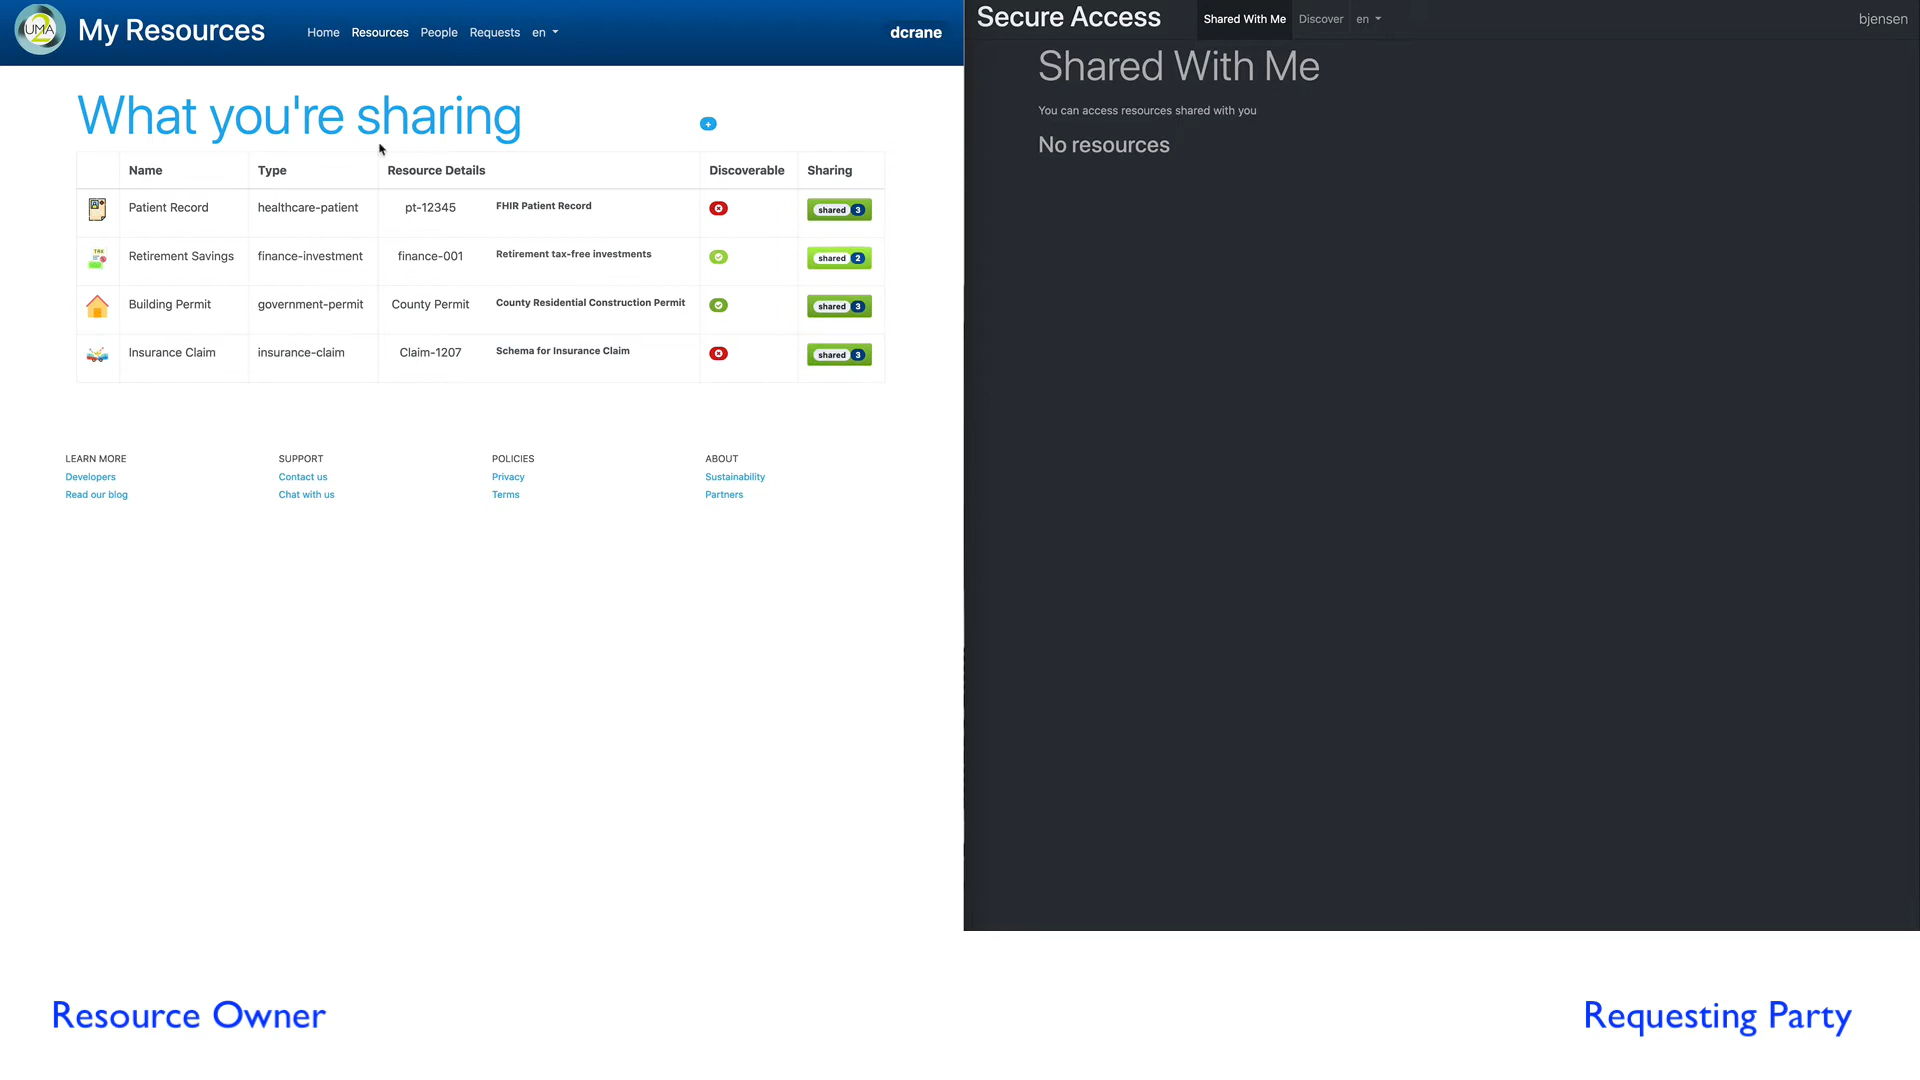 UMA
2
My Resources
Home Resources People Requests en
dcrane
What you're sharing
+
Name Type Resource Details Discoverable Sharing
Patient Record healthcare-patient pt-12345 FHIR Patient Record shared 3
TAX
Retirement Savings finance-investment finance-001 Retirement tax-free investments shared 2
Building Permit government-permit County Permit County Residential Construction Permit shared 3
Insurance Claim insurance-claim Claim-1207 Schema for Insurance Claim shared 3
LEARN MORE SUPPORT POLICIES ABOUT
Developers Contact us Privacy Sustainability
Read our blog Chat with us Terms Partners
Secure Access
Shared With Me Discover en
bjensen
Shared With Me
You can access resources shared with you
No resources
Resource Owner
Requesting Party